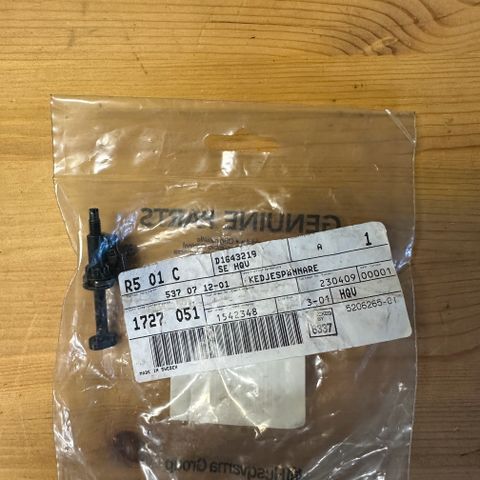 GENUINE PARTS
R5 01 C
D1643219
SE HQV
A
1
537 07 12-01
KEDJESPÄNNARE
230409 00001
1727 051
1542348
3-01 HQV
6337
5206266-01
MADE IN SWEDEN
Husqvarna Group